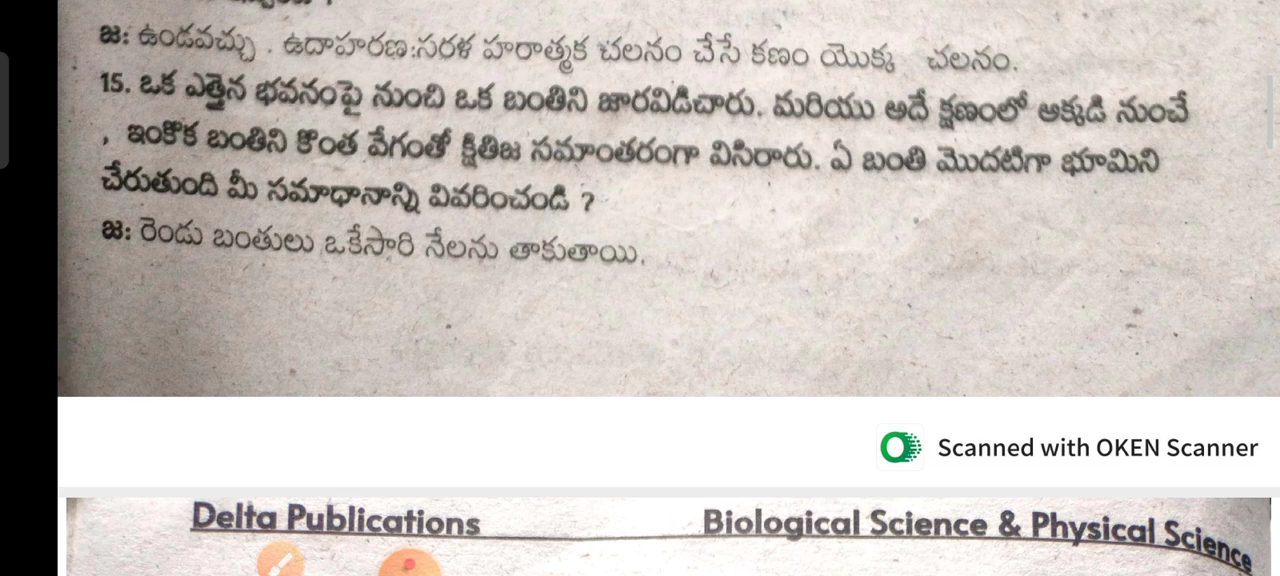 జ: ఉండవచ్చు . ఉదాహరణ:సరళ హరాత్మక చలనం చేసే కణం యొక్క చలనం.
15. ఒక ఎత్తైన భవనంపై నుంచి ఒక బంతిని జారవిడిచారు. మరియు అదే క్షణంలో అక్కడి నుంచే
, ఇంకొక బంతిని కొంత వేగంతో క్షితిజ సమాంతరంగా విసిరారు. ఏ బంతి మొదటిగా భూమిని
చేరుతుంది మీ సమాధానాన్ని వివరించండి ?
జ: రెండు బంతులు ఒకేసారి నేలను తాకుతాయి.
Scanned with OKEN Scanner
Delta Publications Biological Science & Physical Science